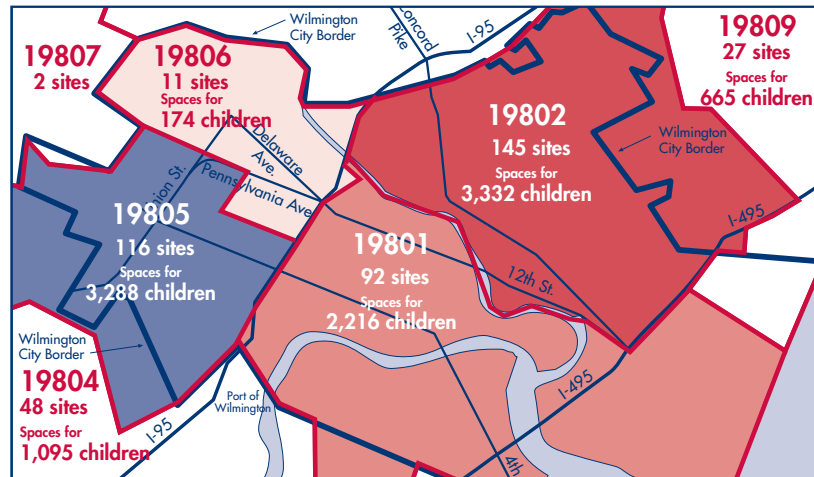 Wilmington
City Border
Concord
Pike
I-95
19807
2 sites
19806
11 sites
Spaces for
174 children
19809
27 sites
Spaces for
665 children
19802
145 sites
Spaces for
3,332 children
Wilmington
City Border
Delaware
Ave.
Pennsylvania Ave
Union St.
19805
116 sites
Spaces for
3,288 children
19801
92 sites
Spaces for
2,216 children
12th St.
I-495
Wilmington
City Border
19804
48 sites
Spaces for
1,095 children
Port of
Wilmington
I-95
I-495
4th